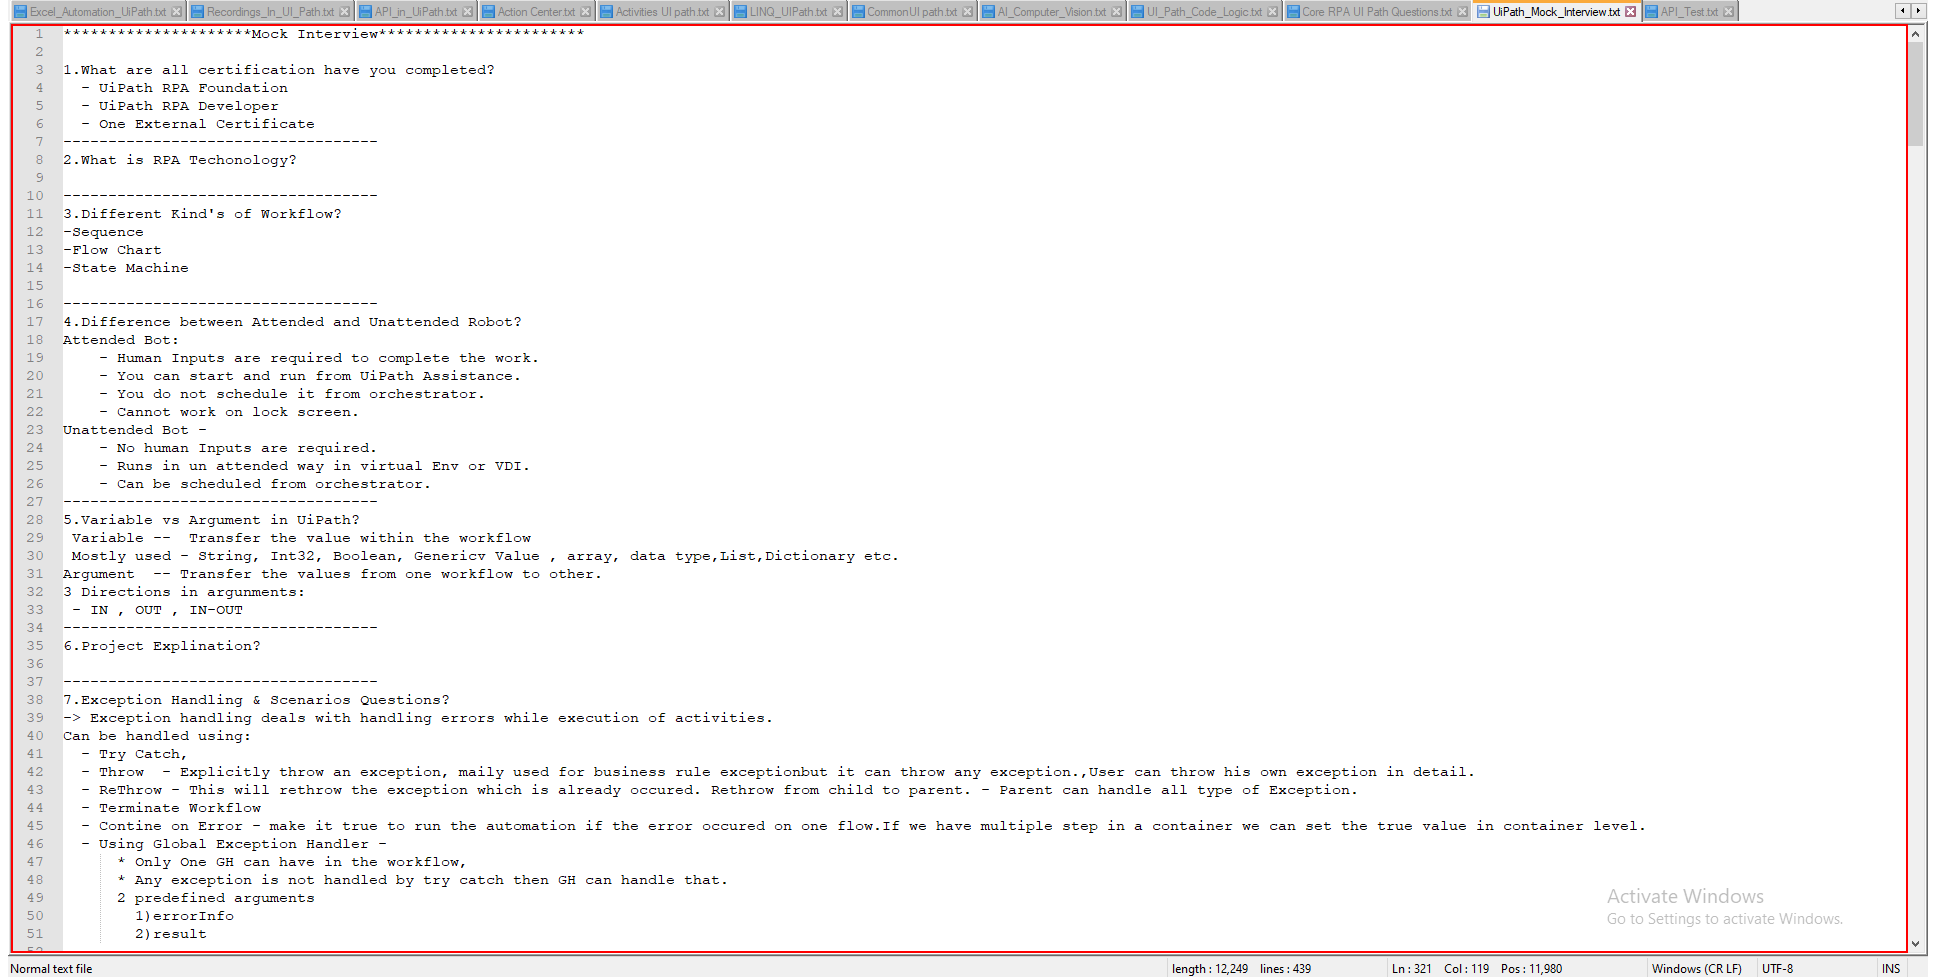 Excel_Automation_UiPath.txt Recordings_In_UI_Path.txt API_in_UiPath.txt Action Center.txt Activities UI path.txt LINQ_UIPath.txt CommonUI path.txt AI_Computer_Vision.txt UI_Path_Code_Logic.txt Core RPA UI Path Questions.txt UiPath_Mock_Interview.txt API_Test.txt
1 *********************Mock Interview***********************
2
3 1.What are all certification have you completed?
4 - UiPath RPA Foundation
5 - UiPath RPA Developer
6 - One External Certificate
7 -----------------------------------
8 2.What is RPA Techonology?
9
10 -----------------------------------
11 3.Different Kind's of Workflow?
12 -Sequence
13 -Flow Chart
14 -State Machine
15
16 -----------------------------------
17 4.Difference between Attended and Unattended Robot?
18 Attended Bot:
19 - Human Inputs are required to complete the work.
20 - You can start and run from UiPath Assistance.
21 - You do not schedule it from orchestrator.
22 - Cannot work on lock screen.
23 Unattended Bot -
24 - No human Inputs are required.
25 - Runs in un attended way in virtual Env or VDI.
26 - Can be scheduled from orchestrator.
27 -----------------------------------
28 5.Variable vs Argument in UiPath?
29 Variable -- Transfer the value within the workflow
30 Mostly used - String, Int32, Boolean, Genericv Value , array, data type,List,Dictionary etc.
31 Argument -- Transfer the values from one workflow to other.
32 3 Directions in argunments:
33 - IN , OUT , IN-OUT
34 -----------------------------------
35 6.Project Explination?
36
37 -----------------------------------
38 7.Exception Handling & Scenarios Questions?
39 -> Exception handling deals with handling errors while execution of activities.
40 Can be handled using:
41 - Try Catch,
42 - Throw - Explicitly throw an exception, maily used for business rule exceptionbut it can throw any exception.,User can throw his own exception in detail.
43 - ReThrow - This will rethrow the exception which is already occured. Rethrow from child to parent. - Parent can handle all type of Exception.
44 - Terminate Workflow
45 - Contine on Error - make it true to run the automation if the error occured on one flow.If we have multiple step in a container we can set the true value in container level.
46 - Using Global Exception Handler -
47 * Only One GH can have in the workflow,
48 * Any exception is not handled by try catch then GH can handle that.
49 2 predefined arguments
50 1)errorInfo
51 2)result
Activate Windows
Go to Settings to activate Windows.
Normal text file length : 12,249 lines : 439 Ln : 321 Col : 119 Pos : 11,980 Windows (CR LF) UTF-8 INS